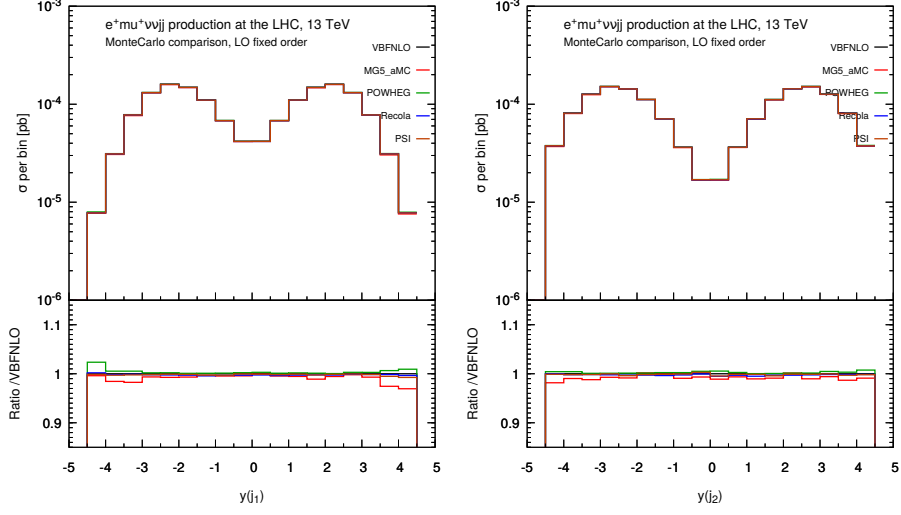 e⁺mu⁺ννjj production at the LHC, 13 TeV
MonteCarlo comparison, LO fixed order
VBFNLO
MG5_aMC
POWHEG
Recola
PSI
σ per bin [pb]
10⁻³
10⁻⁴
10⁻⁵
10⁻⁶
Ratio /VBFNLO
1.1
1
0.9
-5 -4 -3 -2 -1 0 1 2 3 4 5
y(j₁)
e⁺mu⁺ννjj production at the LHC, 13 TeV
MonteCarlo comparison, LO fixed order
VBFNLO
MG5_aMC
POWHEG
Recola
PSI
σ per bin [pb]
10⁻³
10⁻⁴
10⁻⁵
10⁻⁶
Ratio /VBFNLO
1.1
1
0.9
-5 -4 -3 -2 -1 0 1 2 3 4 5
y(j₂)